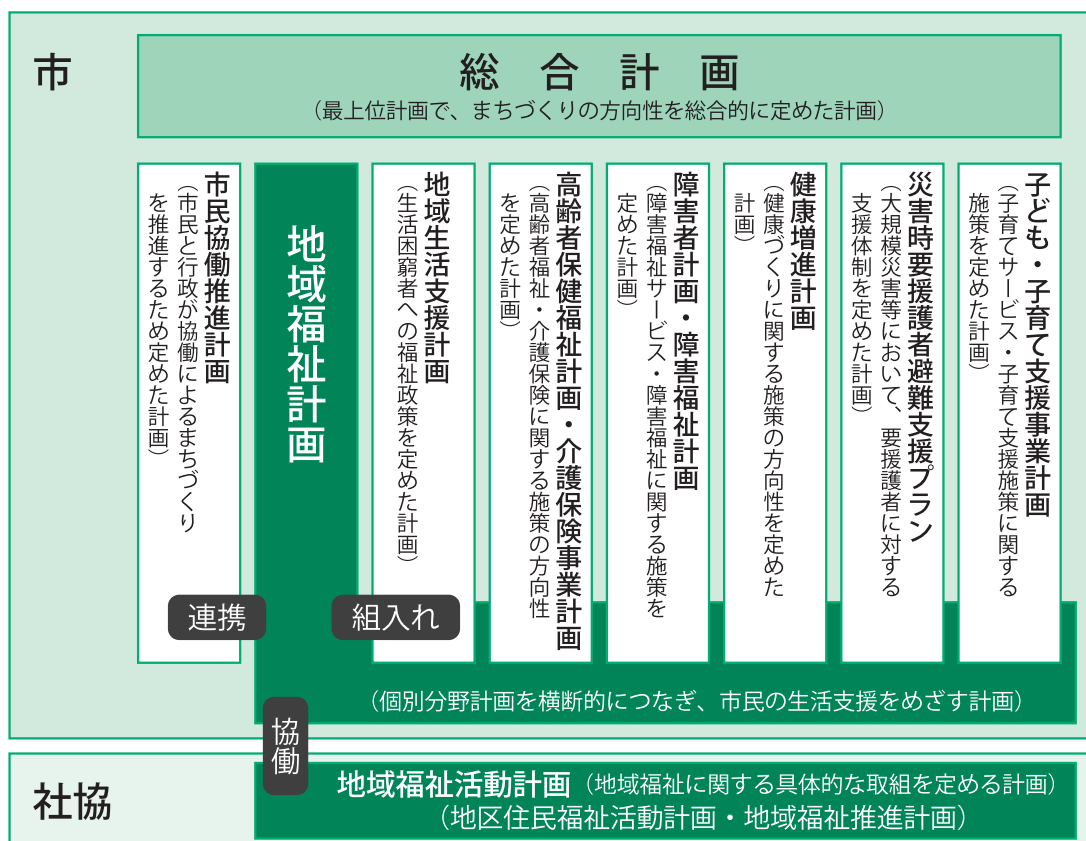 市
総合計画
（最上位計画で、まちづくりの方向性を総合的に定めた計画）
市民協働推進計画
（市民と行政が協働によるまちづくり
を推進するため定めた計画）
地域福祉計画
地域生活支援計画
（生活困窮者への福祉政策を定めた計画）
高齢者保健福祉計画・介護保険事業計画
（高齢者福祉・介護保険に関する施策の方向性
を定めた計画）
障害者計画・障害福祉計画
（障害福祉サービス・障害福祉に関する施策を
定めた計画）
健康増進計画
（健康づくりに関する施策の方向性を定めた
計画）
災害時要援護者避難支援プラン
（大規模災害等において、要援護者に対する
支援体制を定めた計画）
子ども・子育て支援事業計画
（子育てサービス・子育て支援施策に関する
施策を定めた計画）
連携
組入れ
（個別分野計画を横断的につなぎ、市民の生活支援をめざす計画）
協働
社協
地域福祉活動計画（地域福祉に関する具体的な取組を定める計画）
（地区住民福祉活動計画・地域福祉推進計画）